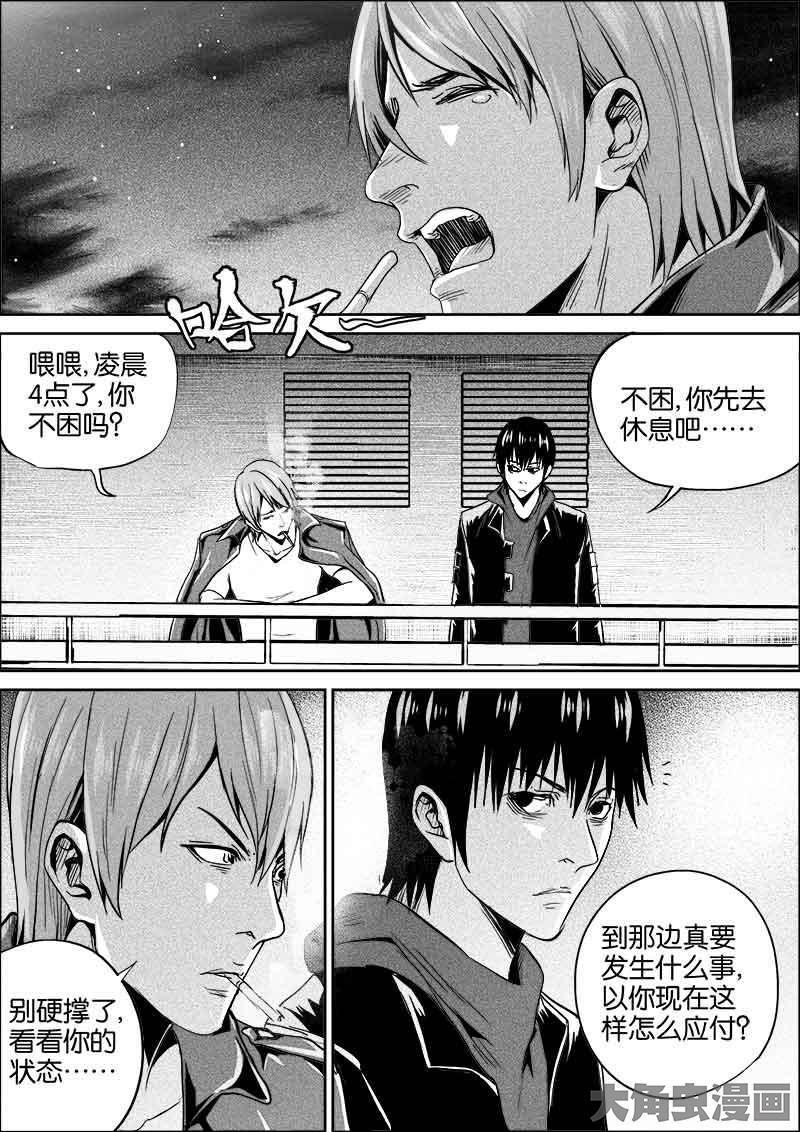 哈欠—
喂喂,凌晨
4点了,你
不困吗?
不困,你先去
休息吧……
别硬撑了,
看看你的
状态……
到那边真要
发生什么事,
以你现在这
样怎么应付?
大角虫漫画